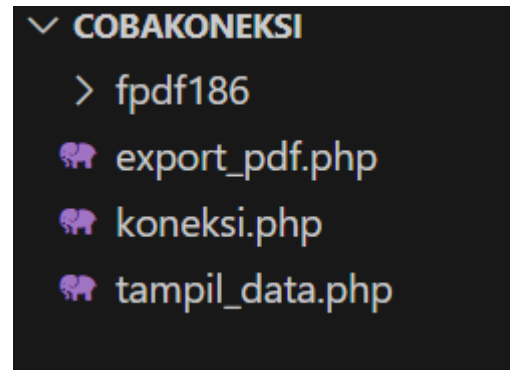 COBAKONEKSI
fpdf186
export_pdf.php
koneksi.php
tampil_data.php